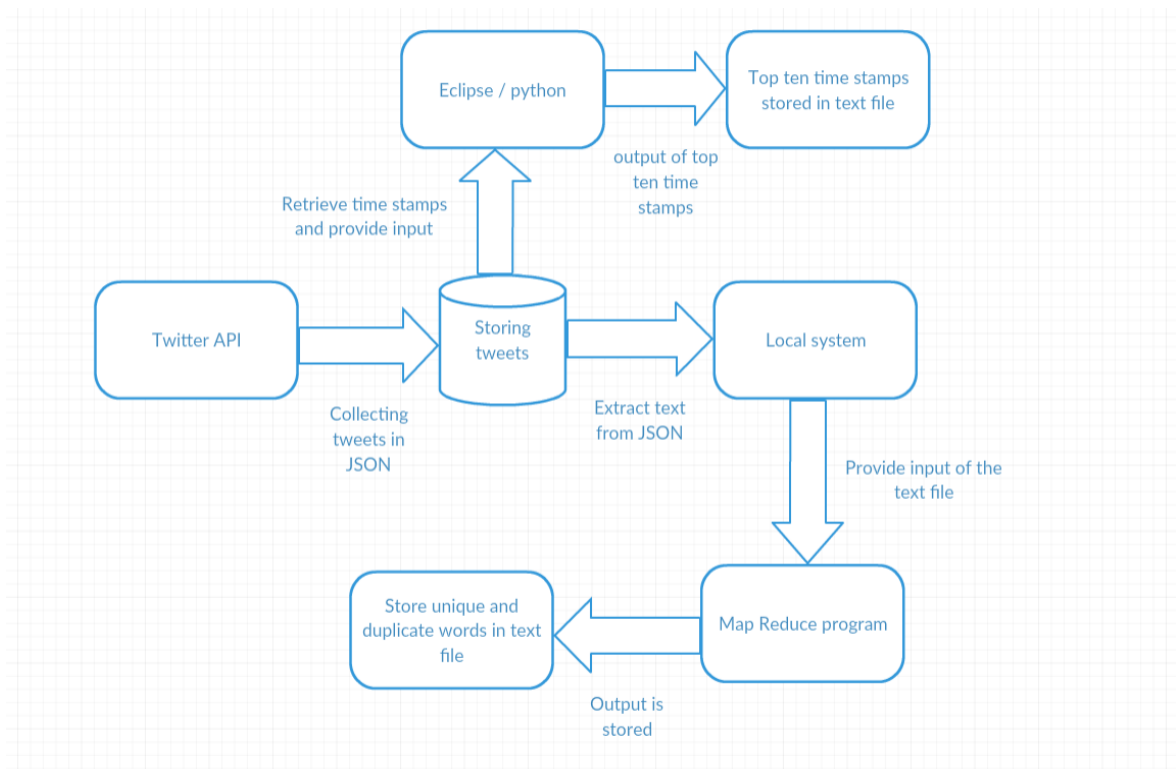 Eclipse / python
Top ten time stamps
stored in text file
output of top
ten time
stamps
Retrieve time stamps
and provide input
Twitter API
Storing
tweets
Local system
Collecting
tweets in
JSON
Extract text
from JSON
Provide input of the
text file
Store unique and
duplicate words in text
file
Map Reduce program
Output is
stored